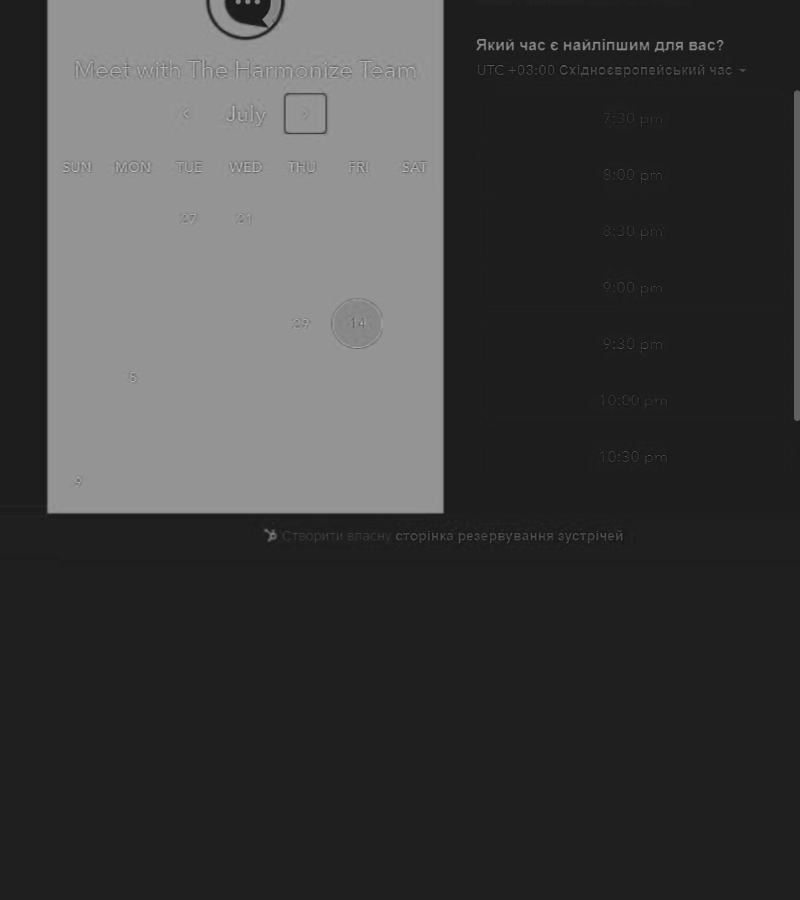 Meet with The Harmonize Team
July
SUN MON TUE WED THU FRI SAT
27 21
29 14
5
9
Який час є найліпшим для вас?
UTC +03:00 Східноєвропейський час
7:30 pm
8:00 pm
8:30 pm
9:00 pm
9:30 pm
10:00 pm
10:30 pm
Створити власну сторінка резервування зустрічей